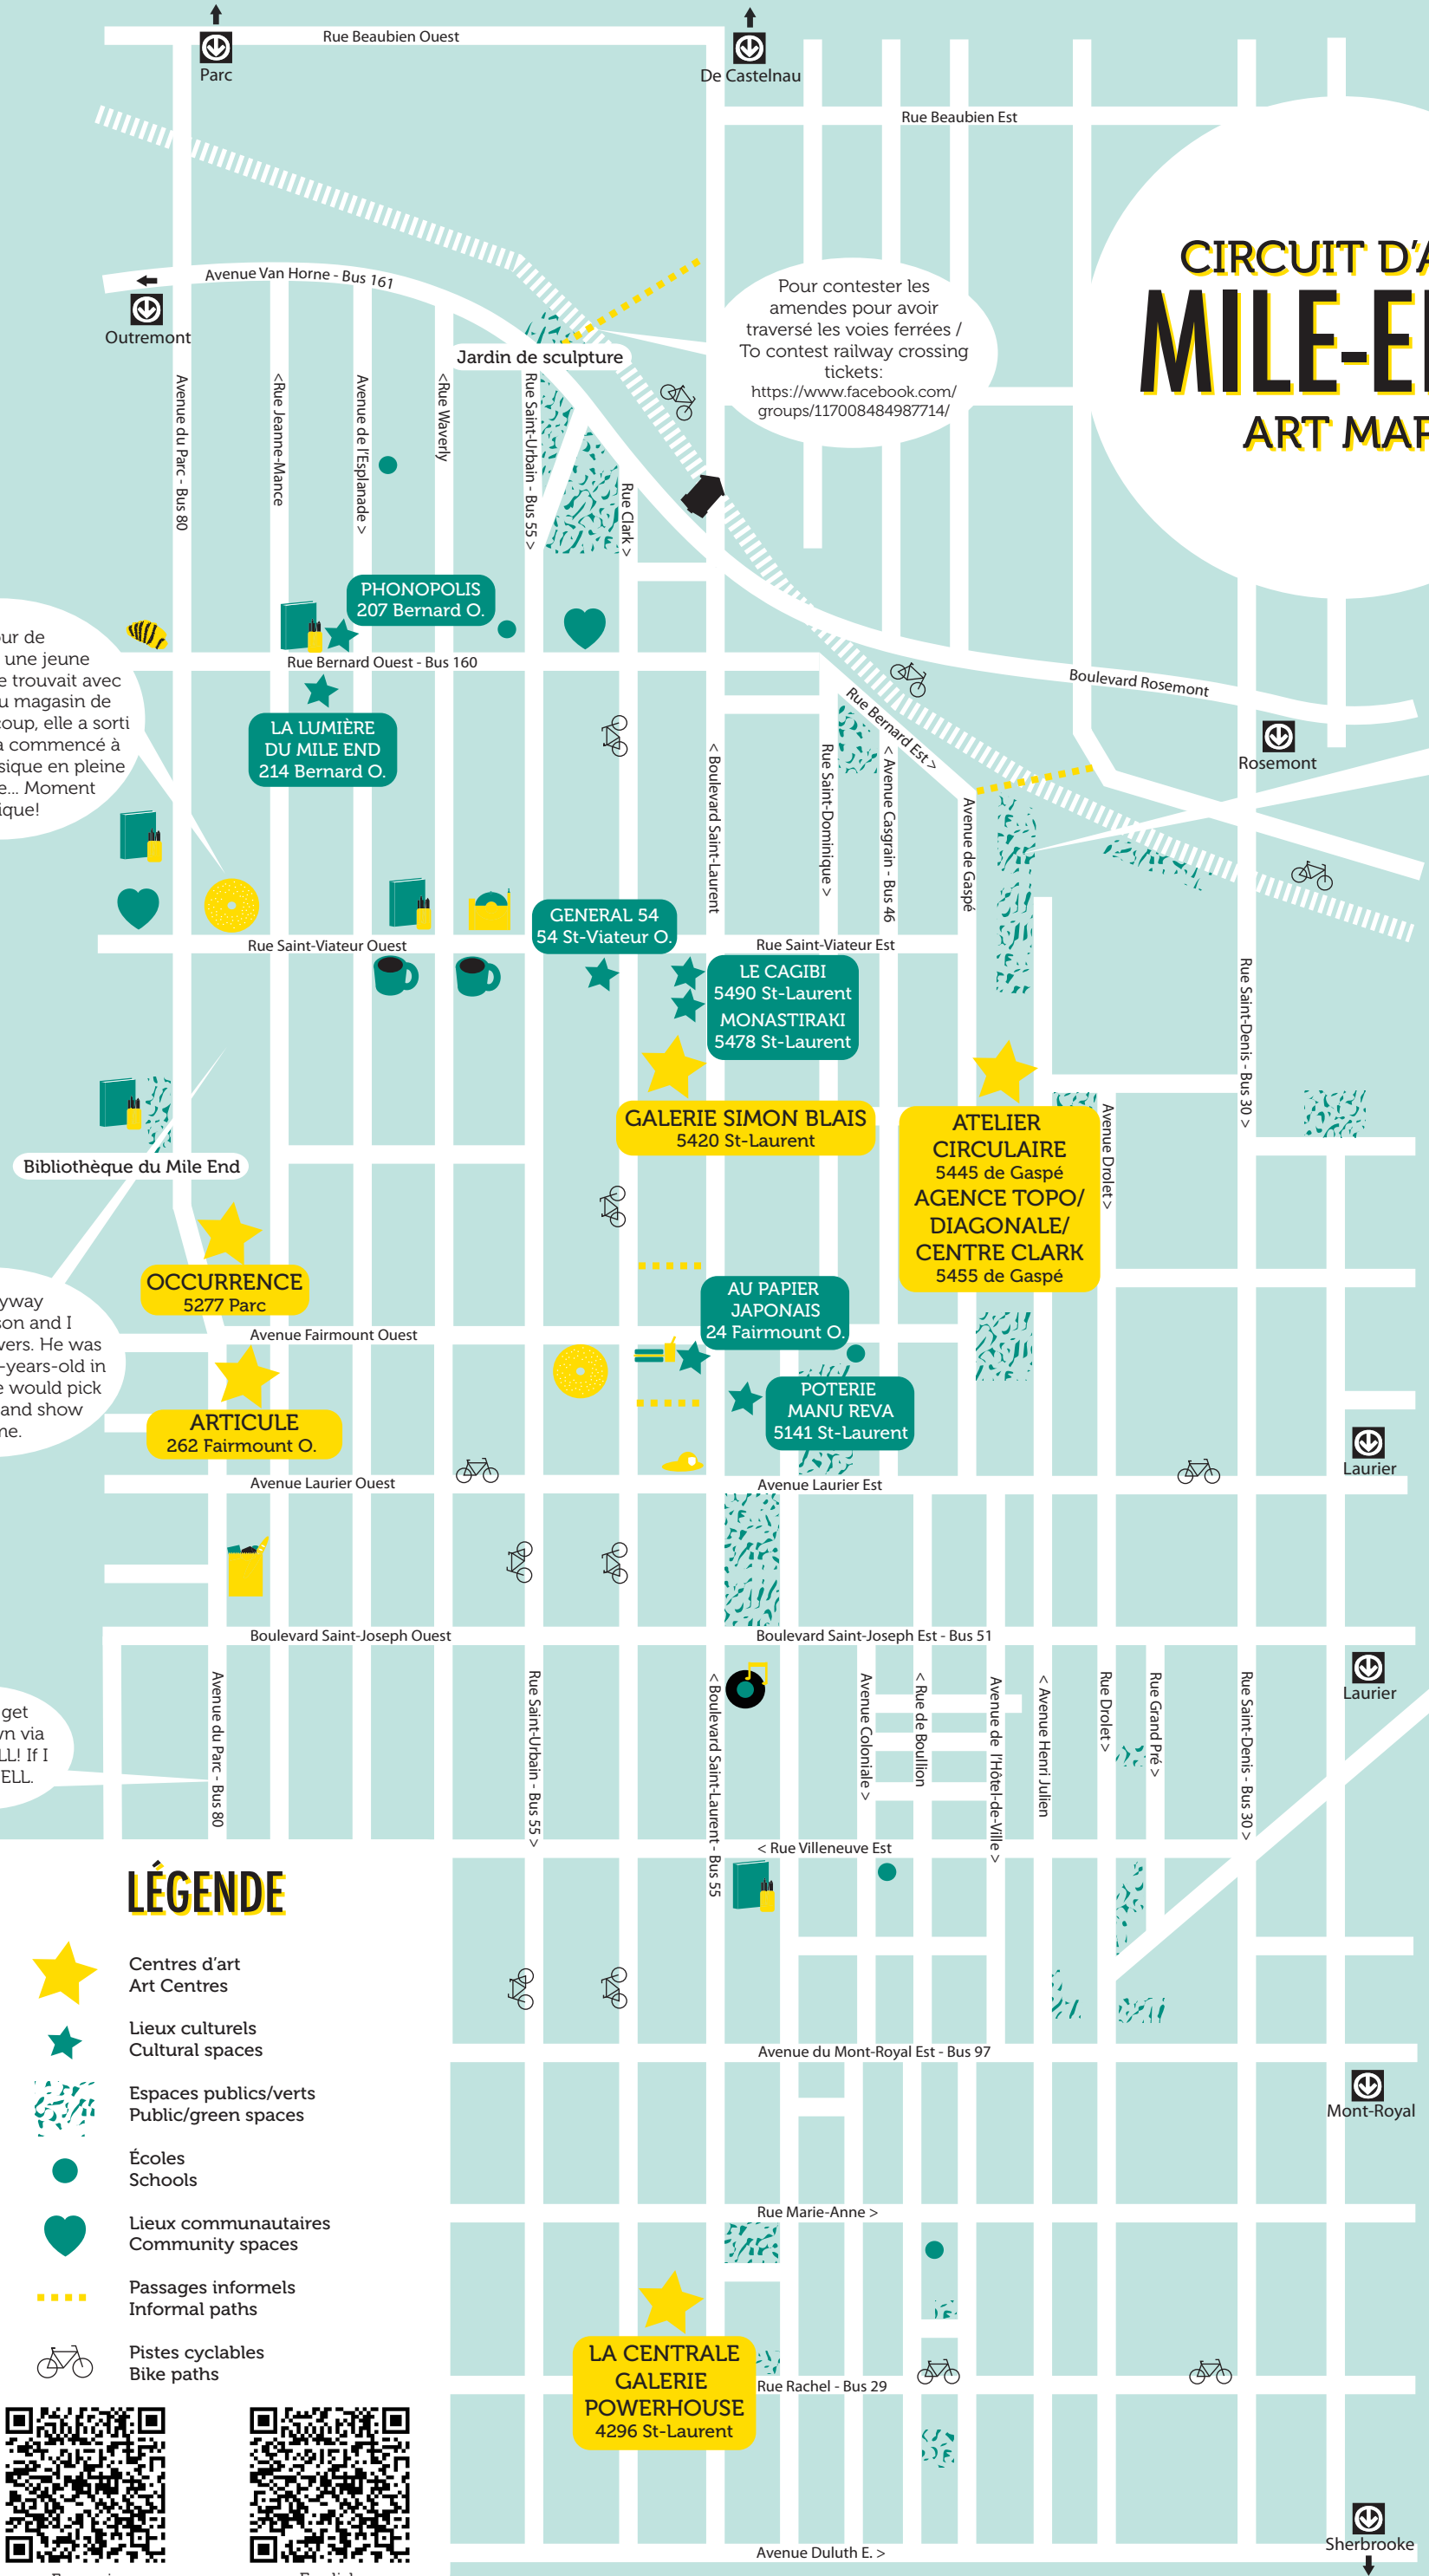 Rue Beaubien Ouest
Parc
De Castelnau
Rue Beaubien Est
CIRCUIT D'A
MILE-E
ART MAP
Avenue Van Horne - Bus 161
Outremont
Jardin de sculpture
Pour contester les
amendes pour avoir
traversé les voies ferrées /
To contest railway crossing
tickets:
https://www.facebook.com/
groups/117008484987714/
Avenue du Parc - Bus 80
<Rue Jeanne-Mance
Avenue de l'Esplanade >
<Rue Waverly
Rue Saint-Urbain - Bus 55 >
Rue Clark >
PHONOPOLIS
207 Bernard O.
Rue Bernard Ouest - Bus 160
ur de
une jeune
e trouvait avec
u magasin de
coup, elle a sorti
a commencé à
sique en pleine
e... Moment
ique!
LA LUMIÈRE
DU MILE END
214 Bernard O.
Boulevard Rosemont
Rue Bernard Est >
Rosemont
< Boulevard Saint-Laurent
Rue Saint-Dominique >
< Avenue Casgrain - Bus 46
Avenue de Gaspé
GENERAL 54
54 St-Viateur O.
Rue Saint-Viateur Ouest
Rue Saint-Viateur Est
LE CAGIBI
5490 St-Laurent
MONASTIRAKI
5478 St-Laurent
Rue Saint-Denis - Bus 30 >
GALERIE SIMON BLAIS
5420 St-Laurent
ATELIER
CIRCULAIRE
5445 de Gaspé
AGENCE TOPO/
DIAGONALE/
CENTRE CLARK
5455 de Gaspé
Avenue Drolet >
Bibliothèque du Mile End
OCCURRENCE
5277 Parc
yway
son and I
vers. He was
-years-old in
e would pick
and show
me.
AU PAPIER
JAPONAIS
24 Fairmount O.
Avenue Fairmount Ouest
ARTICULE
262 Fairmount O.
POTERIE
MANU REVA
5141 St-Laurent
Laurier
Avenue Laurier Ouest
Avenue Laurier Est
Boulevard Saint-Joseph Ouest
Boulevard Saint-Joseph Est - Bus 51
Laurier
get
wn via
LL! If I
ELL.
Avenue du Parc - Bus 80
Rue Saint-Urbain - Bus 55 >
< Boulevard Saint-Laurent - Bus 55
Avenue Coloniale >
< Rue de Boullion
Avenue de l'Hôtel-de-Ville >
< Avenue Henri Julien
Rue Drolet >
Rue Grand Pré >
Rue Saint-Denis - Bus 30 >
< Rue Villeneuve Est
LÉGENDE
Centres d'art
Art Centres
Lieux culturels
Cultural spaces
Espaces publics/verts
Public/green spaces
Écoles
Schools
Lieux communautaires
Community spaces
Passages informels
Informal paths
Pistes cyclables
Bike paths
Avenue du Mont-Royal Est - Bus 97
Mont-Royal
Rue Marie-Anne >
LA CENTRALE
GALERIE
POWERHOUSE
4296 St-Laurent
Rue Rachel - Bus 29
Sherbrooke
Avenue Duluth E. >